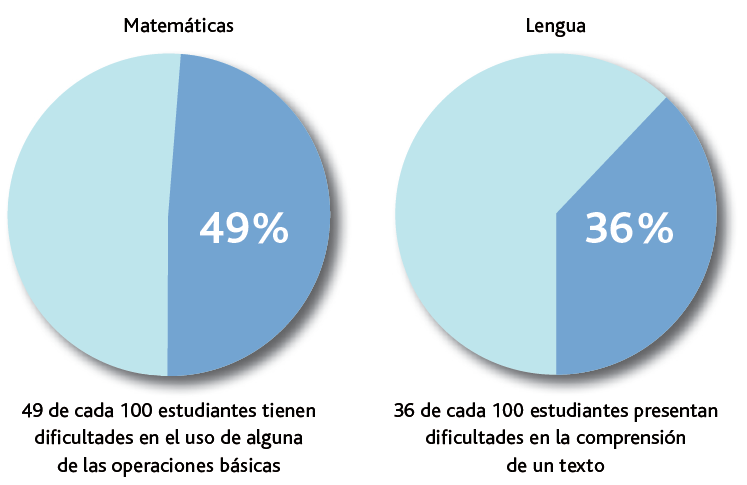 Matemáticas
49%
49 de cada 100 estudiantes tienen
dificultades en el uso de alguna
de las operaciones básicas
Lengua
36%
36 de cada 100 estudiantes presentan
dificultades en la comprensión
de un texto